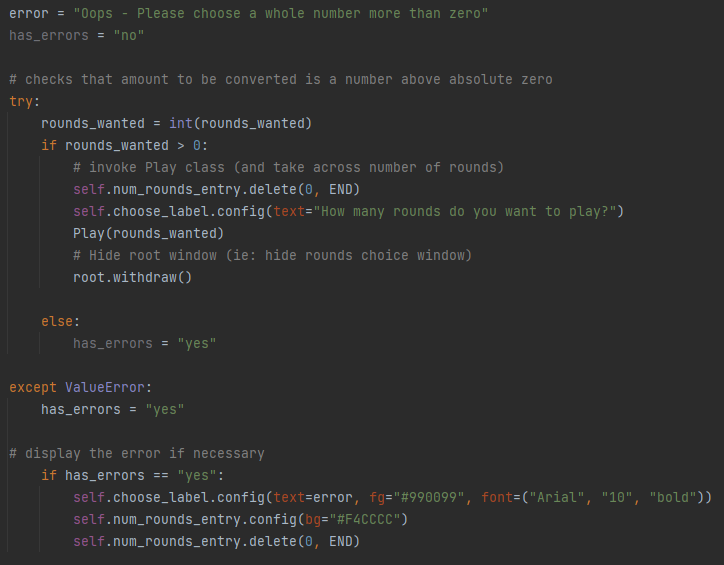 error = "Oops - Please choose a whole number more than zero"
has_errors = "no"

# checks that amount to be converted is a number above absolute zero
try:
    rounds_wanted = int(rounds_wanted)
    if rounds_wanted > 0:
        # invoke Play class (and take across number of rounds)
        self.num_rounds_entry.delete(0, END)
        self.choose_label.config(text="How many rounds do you want to play?")
        Play(rounds_wanted)
        # Hide root window (ie: hide rounds choice window)
        root.withdraw()

    else:
        has_errors = "yes"

except ValueError:
    has_errors = "yes"

# display the error if necessary
    if has_errors == "yes":
        self.choose_label.config(text=error, fg="#990099", font=("Arial", "10", "bold"))
        self.num_rounds_entry.config(bg="#F4CCCC")
        self.num_rounds_entry.delete(0, END)